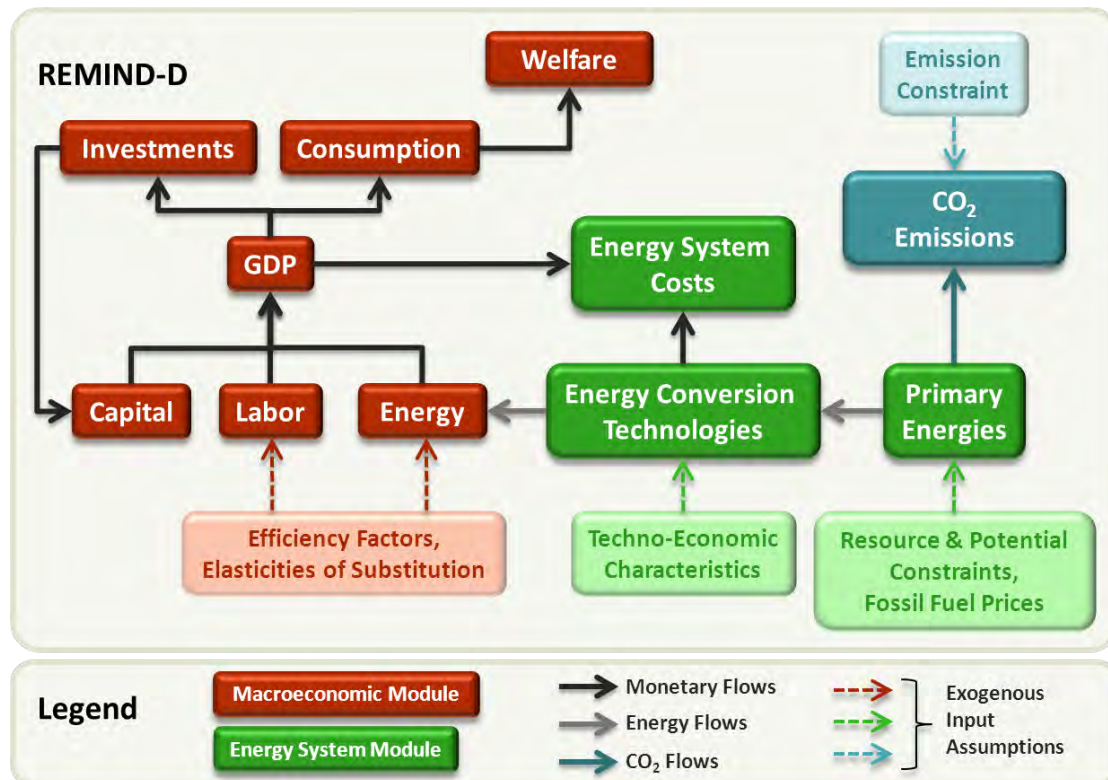 REMIND-D
Welfare
Emission
Constraint
Investments
Consumption
CO₂
Emissions
GDP
Energy System
Costs
Capital
Labor
Energy
Energy Conversion
Technologies
Primary
Energies
Efficiency Factors,
Elasticities of Substitution
Techno-Economic
Characteristics
Resource & Potential
Constraints,
Fossil Fuel Prices
Legend
Macroeconomic Module
Energy System Module
Monetary Flows
Energy Flows
CO₂ Flows
Exogenous
Input
Assumptions